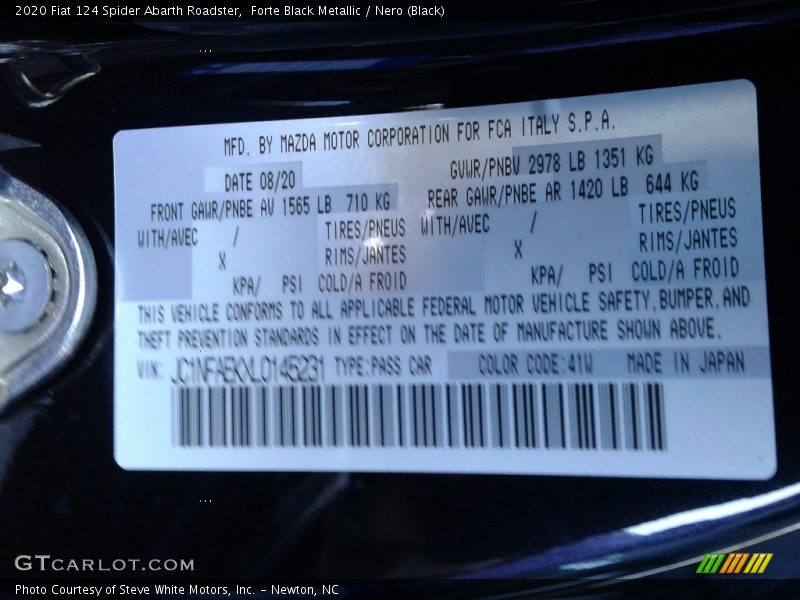 2020 Fiat 124 Spider Abarth Roadster,  Forte Black Metallic / Nero (Black)
MFD. BY MAZDA MOTOR CORPORATION FOR FCA ITALY S.P.A.
DATE 08/20
GVWR/PNBV 2978 LB 1351 KG
FRONT GAWR/PNBE AV 1565 LB 710 KG
REAR GAWR/PNBE AR 1420 LB 644 KG
WITH/AVEC / TIRES/PNEUS WITH/AVEC / TIRES/PNEUS
X RIMS/JANTES X RIMS/JANTES
KPA/ PSI COLD/A FROID KPA/ PSI COLD/A FROID
THIS VEHICLE CONFORMS TO ALL APPLICABLE FEDERAL MOTOR VEHICLE SAFETY,BUMPER,AND
THEFT PREVENTION STANDARDS IN EFFECT ON THE DATE OF MANUFACTURE SHOWN ABOVE.
VIN: JC1NFAEKXL0145231 TYPE:PASS CAR COLOR CODE:41W MADE IN JAPAN
GTCARLOT.COM
Photo Courtesy of Steve White Motors, Inc. - Newton, NC